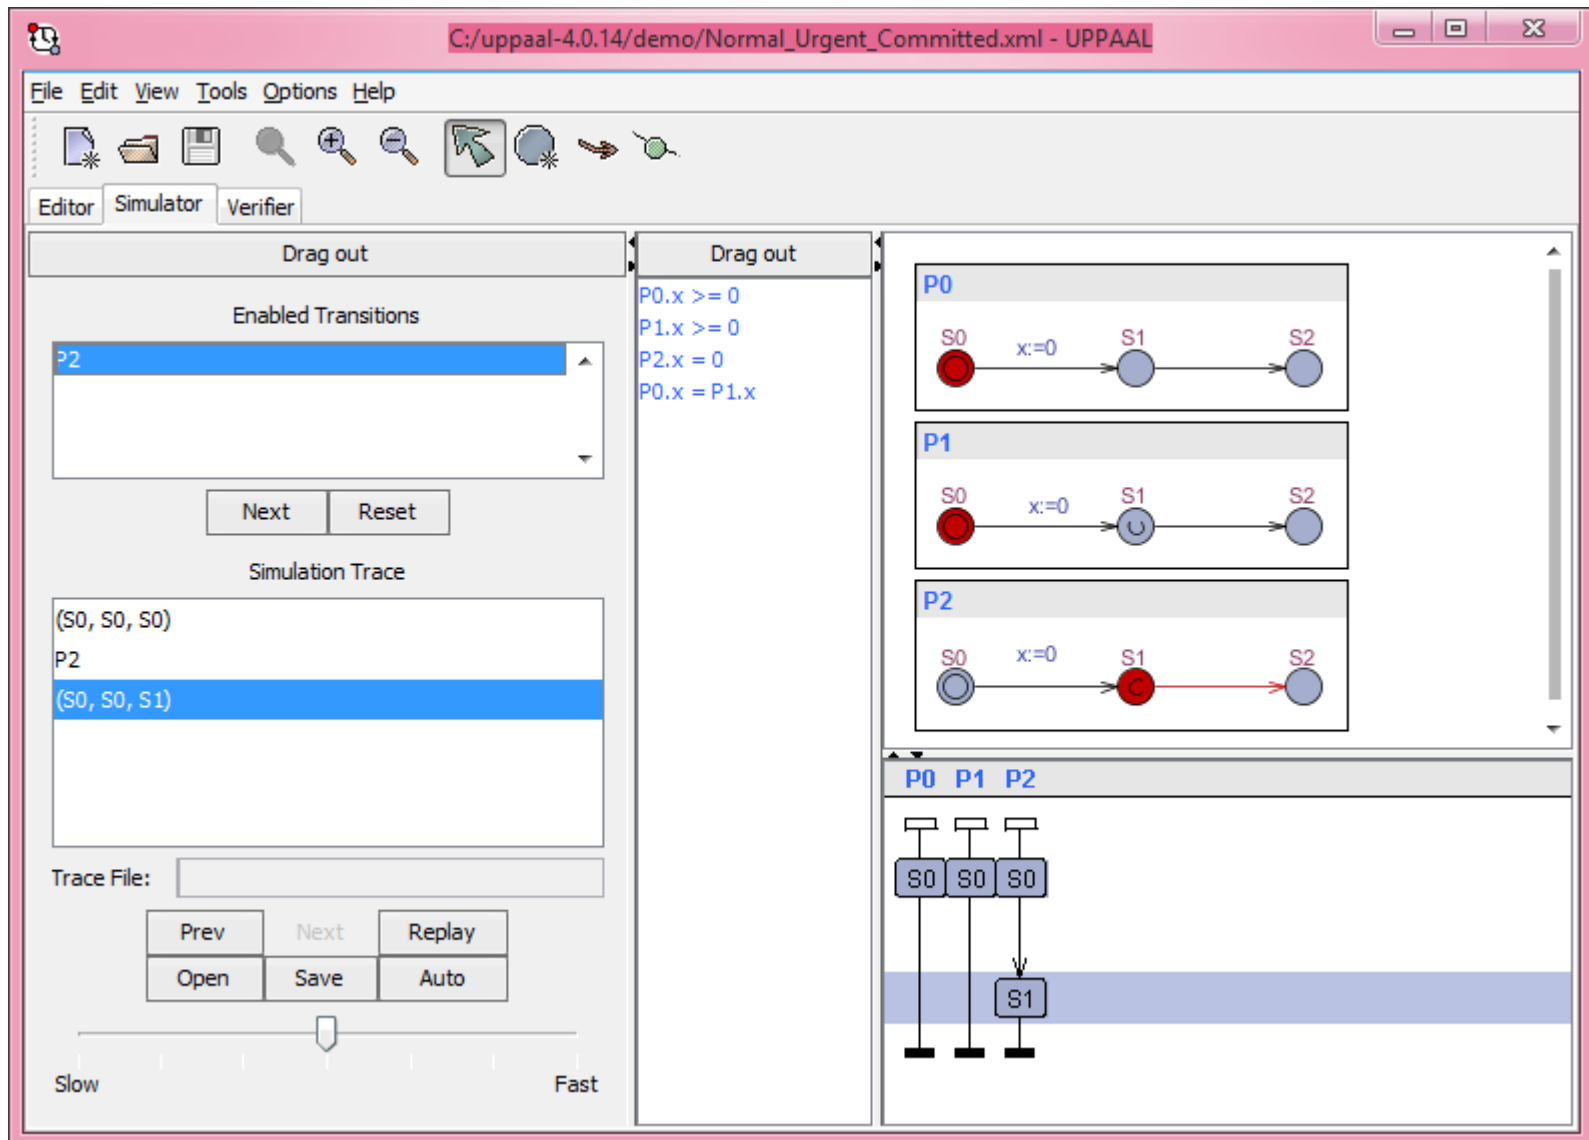 C:/uppaal-4.0.14/demo/Normal_Urgent_Committed.xml - UPPAAL
File Edit View Tools Options Help
Editor Simulator Verifier
Drag out
Enabled Transitions
P2
Next Reset
Simulation Trace
(S0, S0, S0)
P2
(S0, S0, S1)
Trace File:
Prev Next Replay
Open Save Auto
Slow Fast
Drag out
P0.x >= 0
P1.x >= 0
P2.x = 0
P0.x = P1.x
P0
S0 x:=0 S1 S2
P1
S0 x:=0 S1 S2
U
P2
S0 x:=0 S1 S2
C
P0 P1 P2
S0 S0 S0
S1